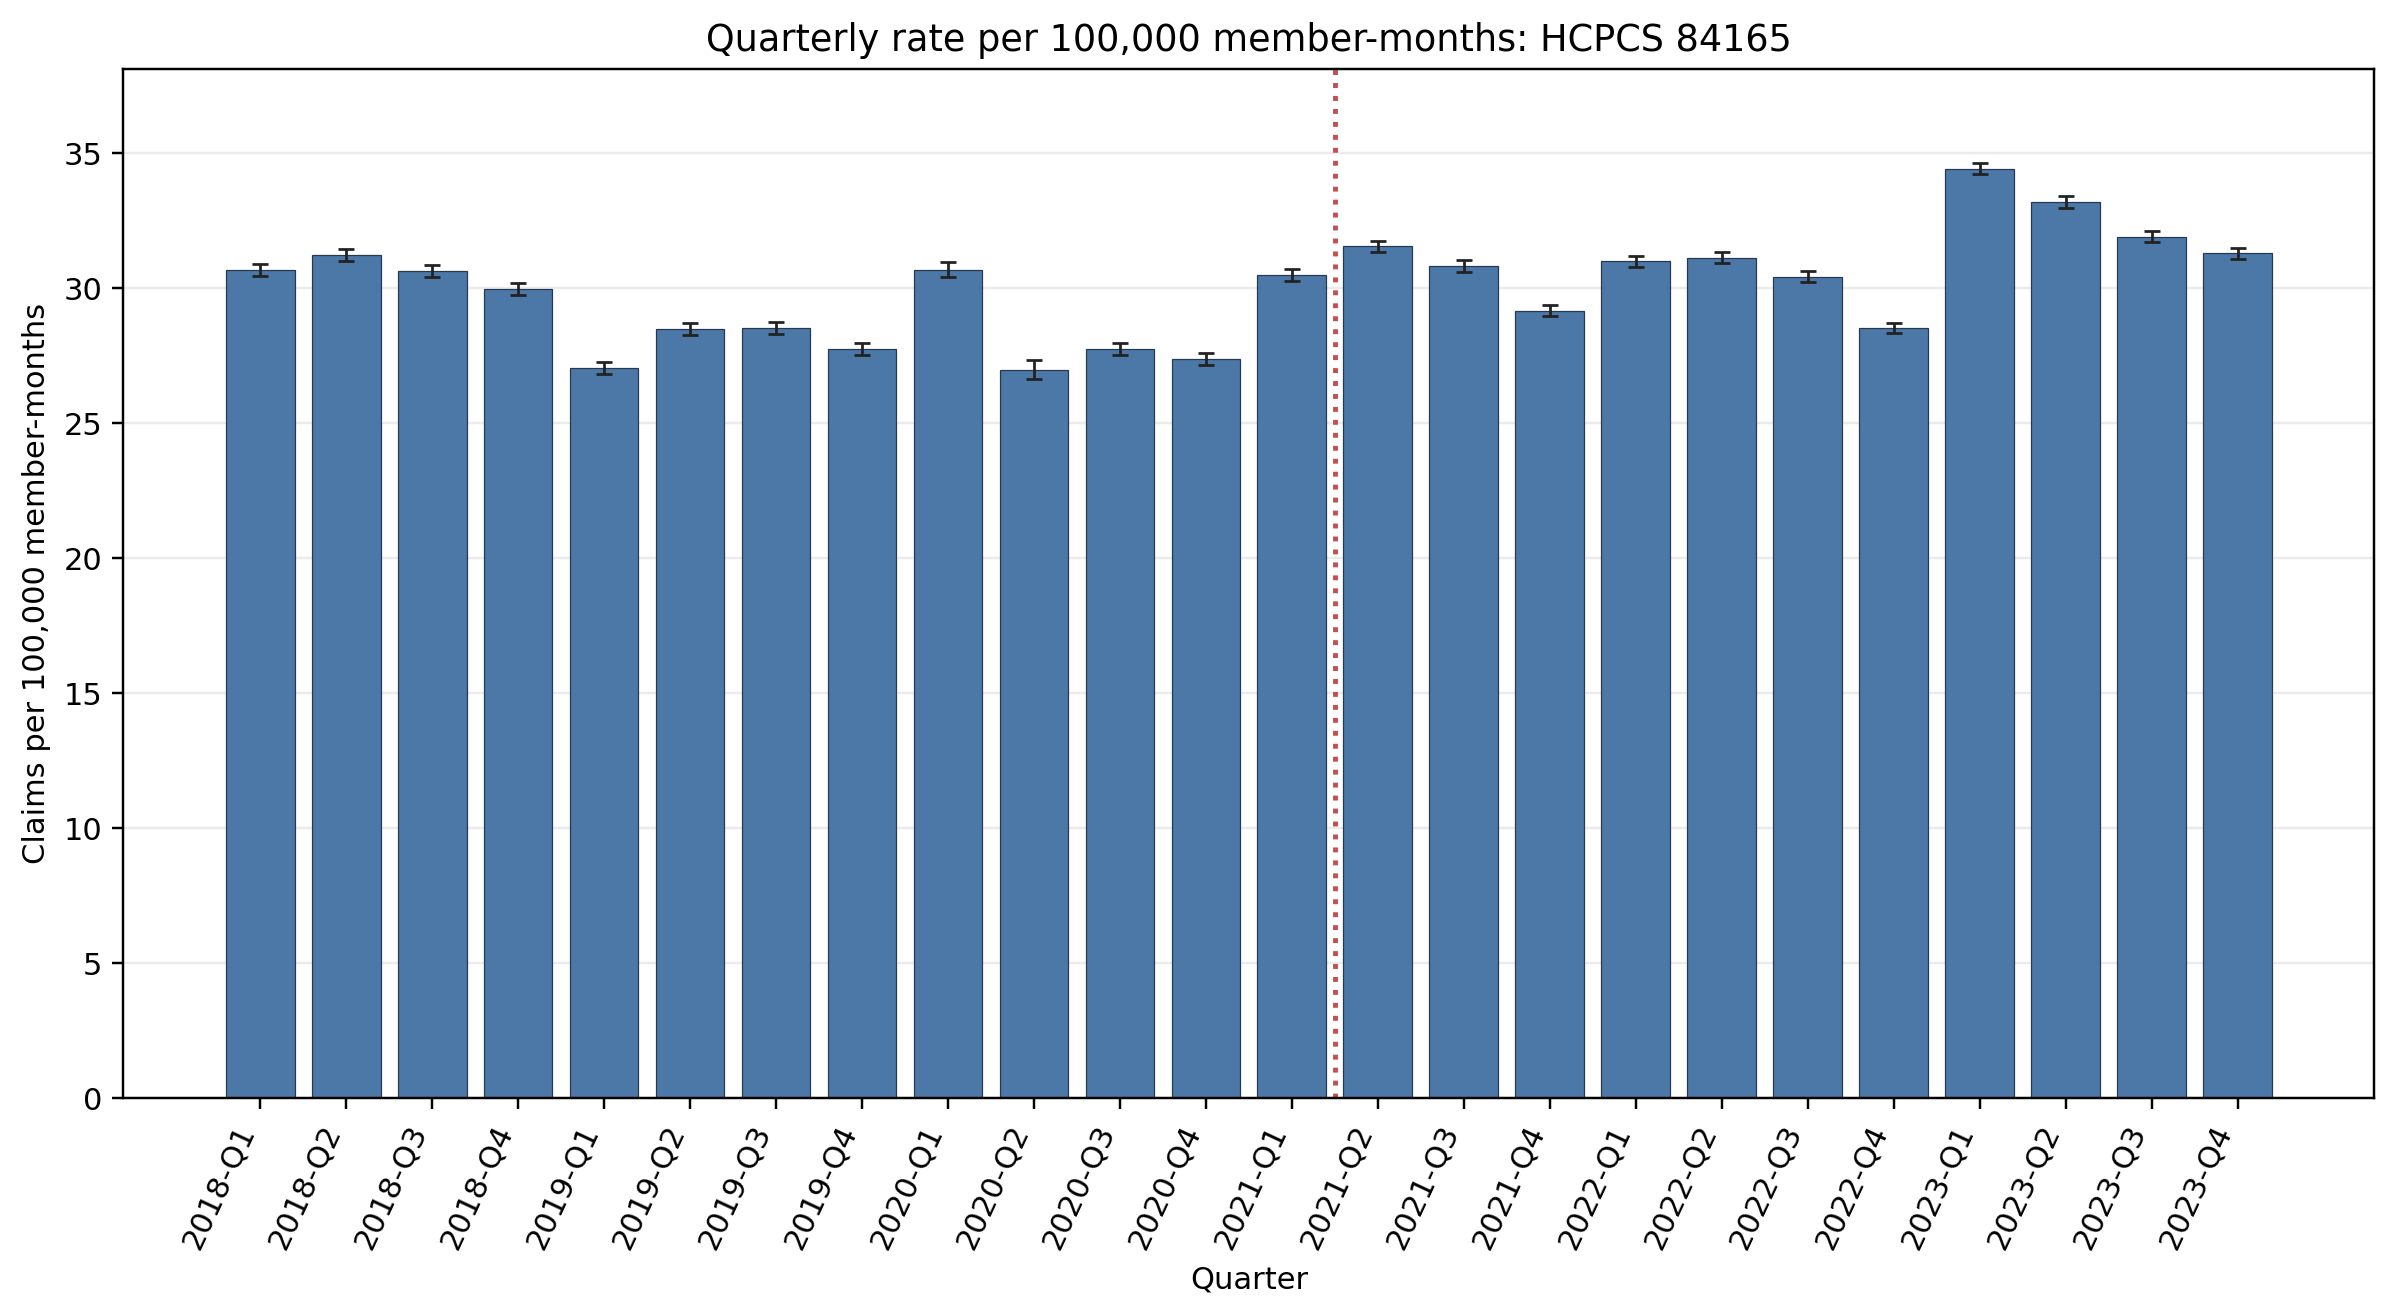 Quarterly rate per 100,000 member-months: HCPCS 84165
Claims per 100,000 member-months
35
30
25
20
15
10
5
0
2018-Q1
2018-Q2
2018-Q3
2018-Q4
2019-Q1
2019-Q2
2019-Q3
2019-Q4
2020-Q1
2020-Q2
2020-Q3
2020-Q4
2021-Q1
2021-Q2
2021-Q3
2021-Q4
2022-Q1
2022-Q2
2022-Q3
2022-Q4
2023-Q1
2023-Q2
2023-Q3
2023-Q4
Quarter